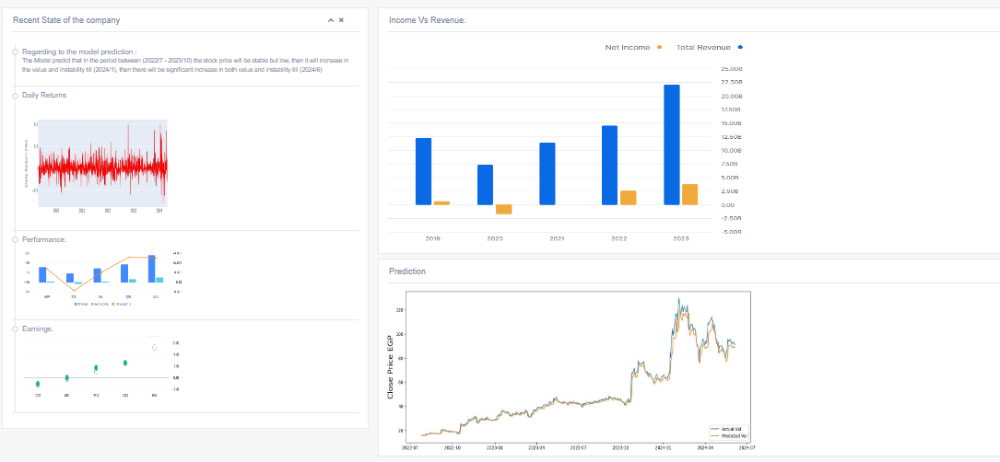 Recent State of the company
Regarding to the model prediction :
The Model predict that in the period between (2022/7 - 2023/10) the stock price will be stable but low, then it will increase in
the value and instability till (2024/1), then there will be significant increase in both value and instability till (2024/6)
Daily Returns
2020 2021 2022 2023 2024
Performance.
Earnings.
Income Vs Revenue.
Net Income Total Revenue
25.00B
22.50B
20.00B
17.50B
15.00B
12.50B
10.00B
7.50B
5.00B
2.50B
0.00
-2.50B
-5.00B
2019 2020 2021 2022 2023
Prediction
Close Price EGP
120
100
80
60
40
20
2022-07 2022-10 2023-01 2023-04 2023-07 2023-10 2024-01 2024-04 2024-07
Actual Val
Predicted Val